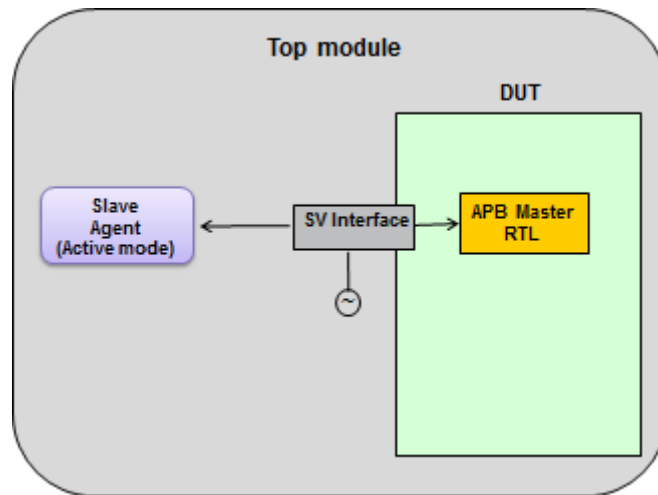 Top module
DUT
Slave
Agent
(Active mode)
SV Interface
APB Master
RTL
~